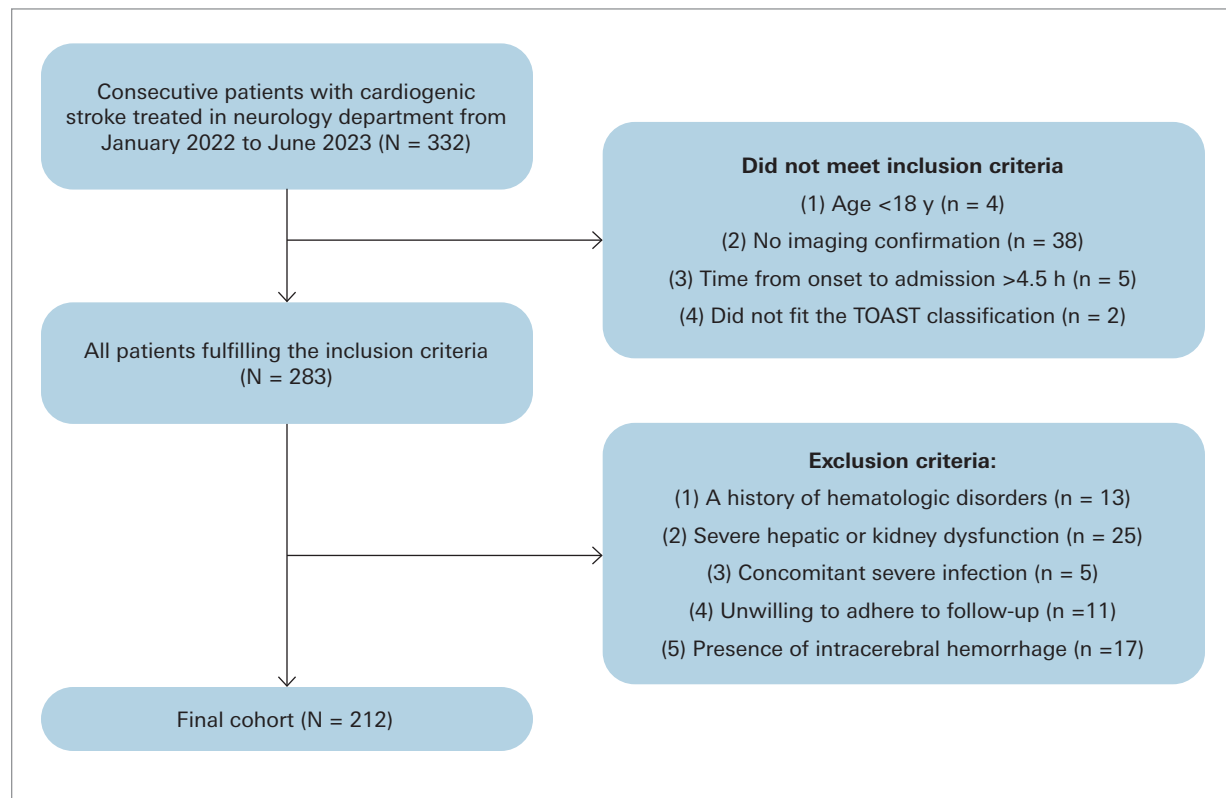 Consecutive patients with cardiogenic
stroke treated in neurology department from
January 2022 to June 2023 (N = 332)
Did not meet inclusion criteria
(1) Age <18 y (n = 4)
(2) No imaging confirmation (n = 38)
(3) Time from onset to admission >4.5 h (n = 5)
(4) Did not fit the TOAST classification (n = 2)
All patients fulfilling the inclusion criteria
(N = 283)
Exclusion criteria:
(1) A history of hematologic disorders (n = 13)
(2) Severe hepatic or kidney dysfunction (n = 25)
(3) Concomitant severe infection (n = 5)
(4) Unwilling to adhere to follow-up (n =11)
(5) Presence of intracerebral hemorrhage (n =17)
Final cohort (N = 212)